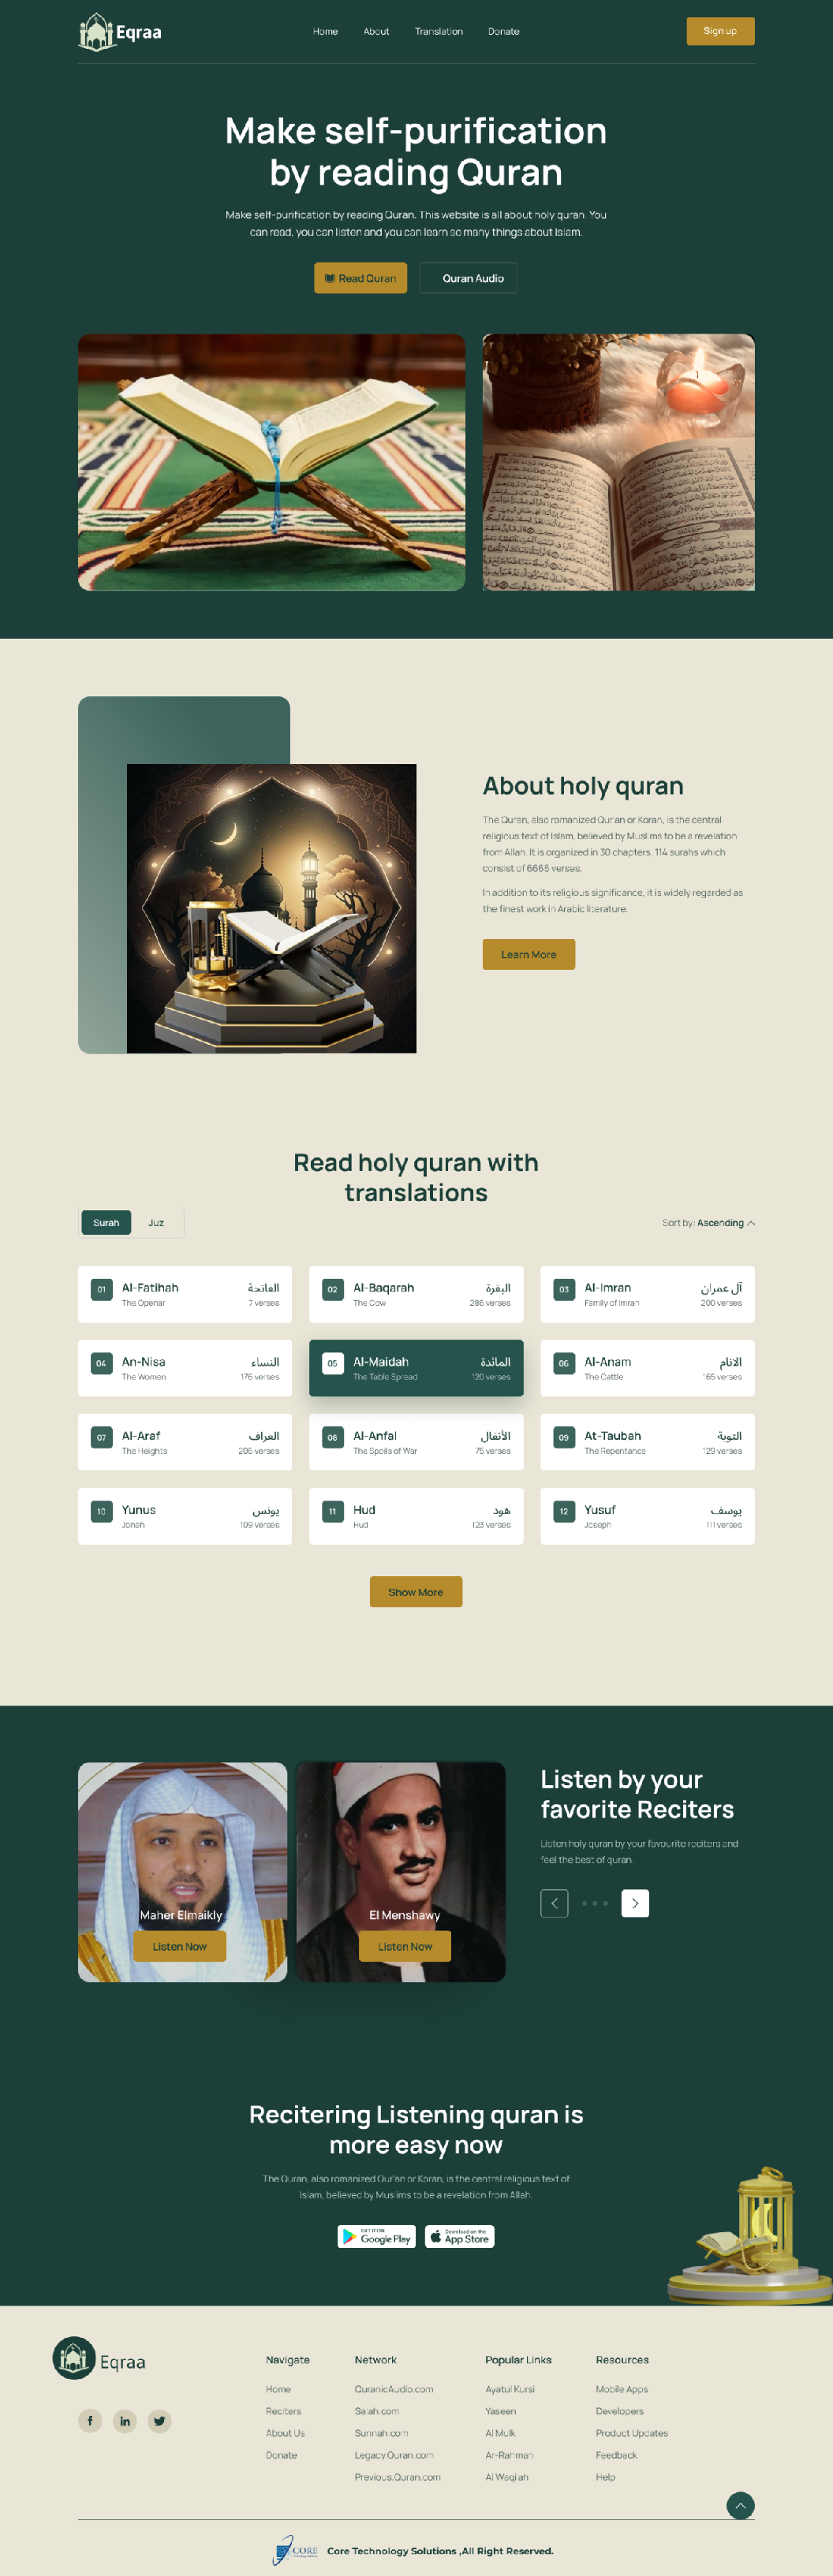 Eqraa
Home About Translation Donate
Sign up
Make self-purification
by reading Quran
Make self-purification by reading Quran. This website is all about holy quran. You
can read, you can listen and you can learn so many things about Islam.
Read Quran
Quran Audio
About holy quran
The Quran, also romanized Qur'an or Koran, is the central
religious text of Islam, believed by Muslims to be a revelation
from Allah. It is organized in 30 chapters, 114 surahs which
consist of 6666 verses.
In addition to its religious significance, it is widely regarded as
the finest work in Arabic literature.
Learn More
Read holy quran with
translations
Surah Juz
Sort by: Ascending
01 Al-Fatihah الفاتحة
The Openar 7 verses
02 Al-Baqarah البقرة
The Cow 286 verses
03 Al-Imran آل عمران
Family of Imran 200 verses
04 An-Nisa النساء
The Women 176 verses
05 Al-Maidah المائدة
The Table Spread 120 verses
06 Al-Anam الانام
The Cattle 165 verses
07 Al-Araf العراف
The Heights 206 verses
08 Al-Anfal الأنفال
The Spoils of War 75 verses
09 At-Taubah التوبة
The Repentance 129 verses
10 Yunus يونس
Jonah 109 verses
11 Hud هود
Hud 123 verses
12 Yusuf يوسف
Joseph 111 verses
Show More
Maher Elmaikly
Listen Now
El Menshawy
Listen Now
Listen by your
favorite Reciters
Listen holy quran by your favourite reciters and
feel the best of quran.
Recitering Listening quran is
more easy now
The Quran, also romanized Qur'an or Koran, is the central religious text of
Islam, believed by Muslims to be a revelation from Allah.
GET IT ON
Google Play
Download on the
App Store
Eqraa
Navigate
Home
Reciters
About Us
Donate
Network
QuranicAudio.com
Salah.com
Sunnah.com
Legacy.Quran.com
Previous.Quran.com
Popular Links
Ayatul Kursi
Yaseen
Al Mulk
Ar-Rahman
Al Waqi'ah
Resources
Mobile Apps
Developers
Product Updates
Feedback
Help
CORE
Core Technology Solutions ,All Right Reserved.